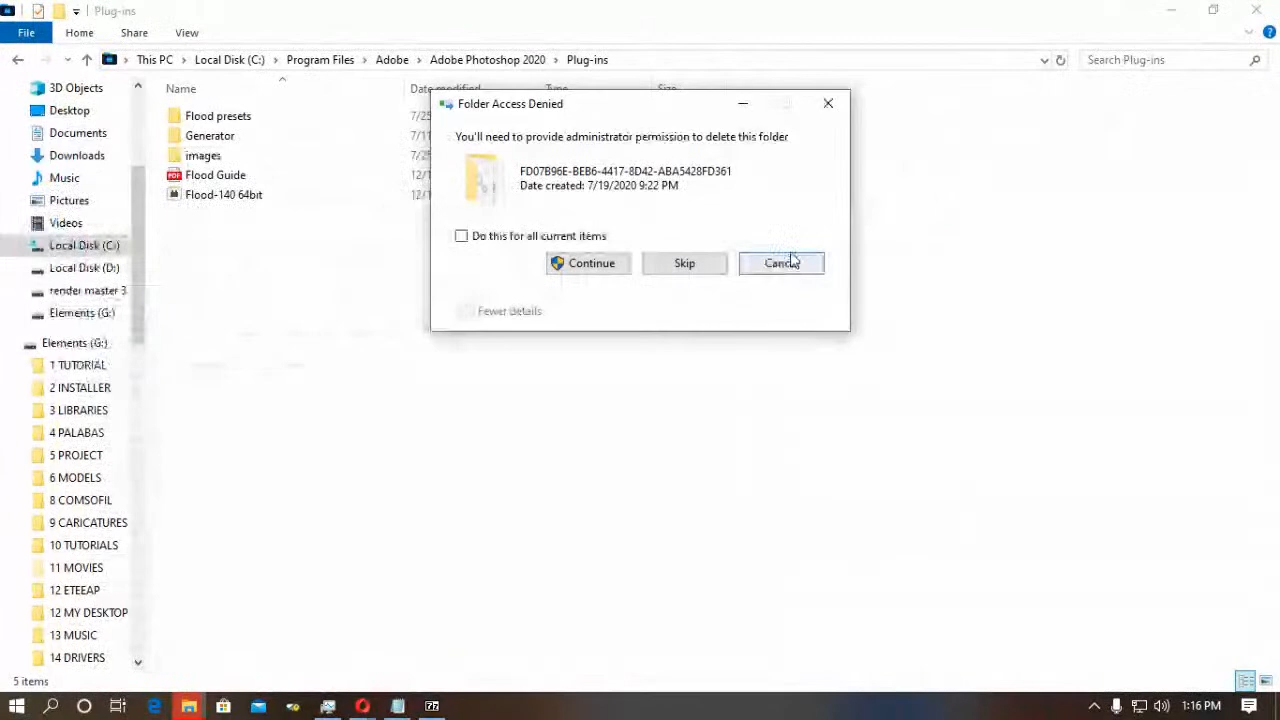 Plug-ins
File Home Share View
This PC Local Disk (C:) Program Files Adobe Adobe Photoshop 2020 Plug-ins
Search Plug-ins
3D Objects
Desktop
Documents
Downloads
Music
Pictures
Videos
Local Disk (C:)
Local Disk (D:)
render master 3
Elements (G:)
Elements (G:)
1 TUTORIAL
2 INSTALLER
3 LIBRARIES
4 PALABAS
5 PROJECT
6 MODELS
8 COMSOFIL
9 CARICATURES
10 TUTORIALS
11 MOVIES
12 ETEEAP
12 MY DESKTOP
13 MUSIC
14 DRIVERS
Name Date modified Type Size
Flood presets
Generator
images
Flood Guide
Flood-140 64bit
Folder Access Denied
You'll need to provide administrator permission to delete this folder
FD07B96E-BEB6-4417-8D42-ABA5428FD361
Date created: 7/19/2020 9:22 PM
Do this for all current items
Continue Skip Cancel
Fewer details
5 items
1:16 PM